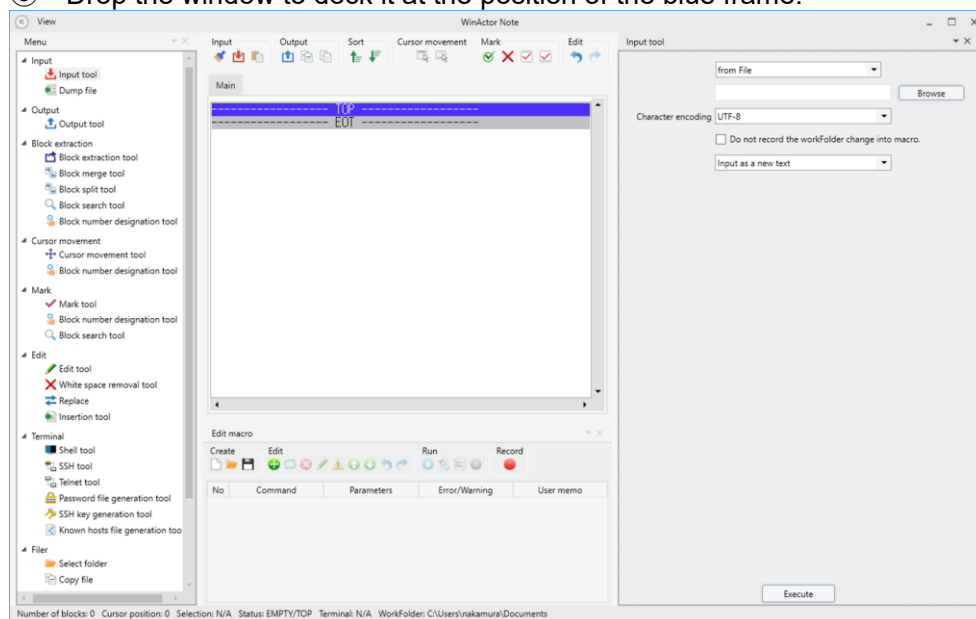 Drop the window to dock it at the position of the blue frame.
View
WinActor Note
Menu
Input
Input tool
Dump file
Output
Output tool
Block extraction
Block extraction tool
Block merge tool
Block split tool
Block search tool
Block number designation tool
Cursor movement
Cursor movement tool
Block number designation tool
Mark
Mark tool
Block number designation tool
Block search tool
Edit
Edit tool
White space removal tool
Replace
Insertion tool
Terminal
Shell tool
SSH tool
Telnet tool
Password file generation tool
SSH key generation tool
Known hosts file generation too
Filer
Select folder
Copy file
Input Output Sort Cursor movement Mark Edit
Main
------------------ TOP ------------------
------------------ EOT ------------------
Edit macro
Create Edit Run Record
No Command Parameters Error/Warning User memo
Input tool
from File
Browse
Character encoding UTF-8
Do not record the workFolder change into macro.
Input as a new text
Execute
Number of blocks: 0 Cursor position: 0 Selection: N/A Status: EMPTY/TOP Terminal: N/A WorkFolder: C:\Users\nakamura\Documents